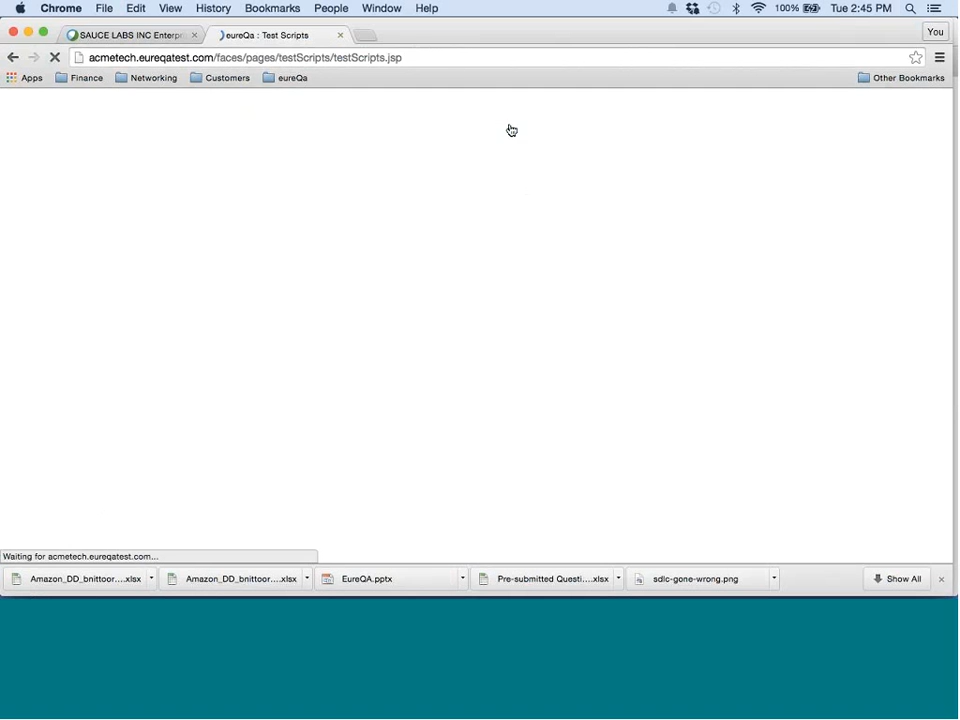 Chrome File Edit View History Bookmarks People Window Help 100% Tue 2:45 PM
SAUCE LABS INC Enterpr eureQa : Test Scripts You
acmetech.eureqatest.com/faces/pages/testScripts/testScripts.jsp
Apps Finance Networking Customers eureQa Other Bookmarks
Waiting for acmetech.eureqatest.com...
Amazon_DD_bnittoor....xlsx Amazon_DD_bnittoor....xlsx EureQA.pptx Pre-submitted Questi....xlsx sdlc-gone-wrong.png Show All